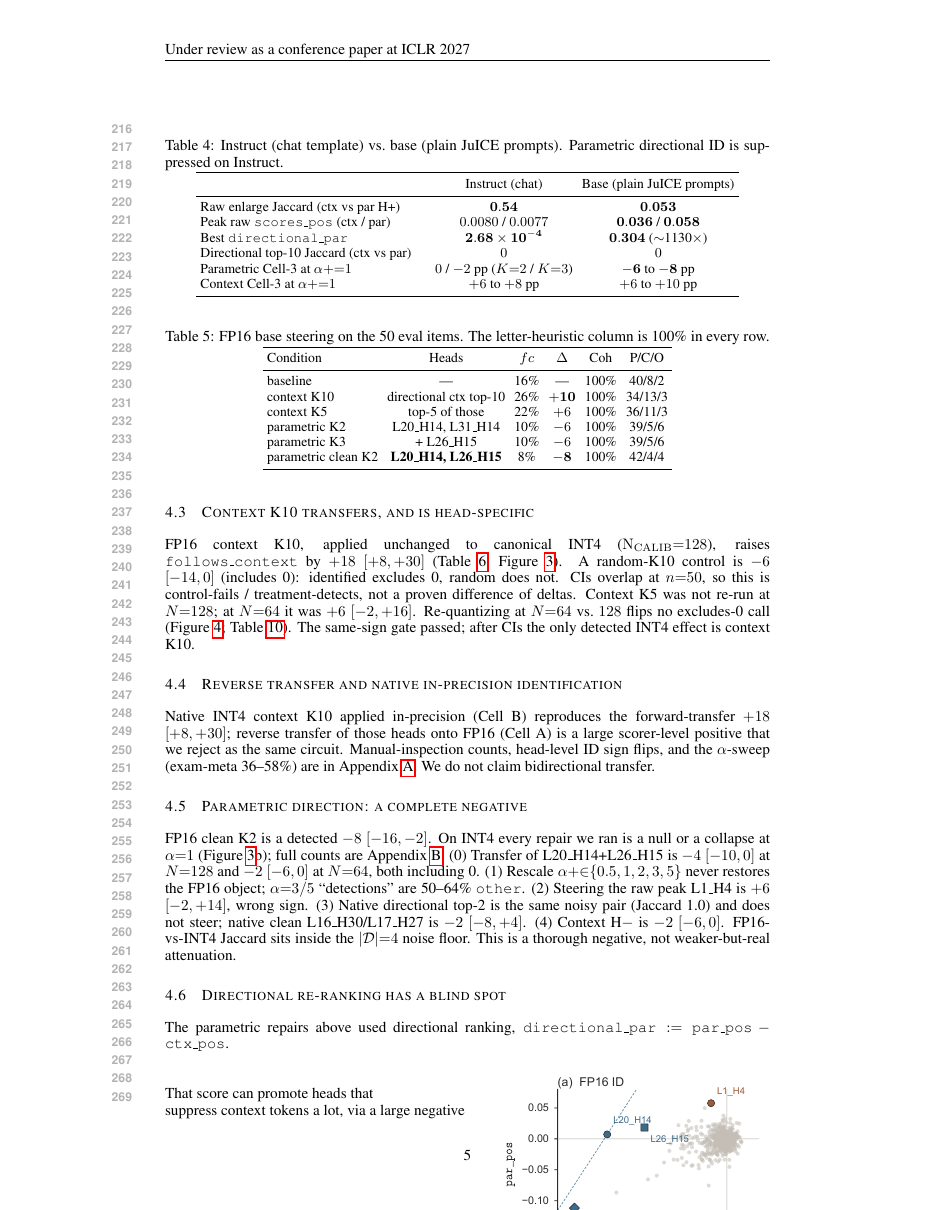 Under review as a conference paper at ICLR 2027
216
217
218
219
220
221
222
223
224
225
226
227
228
229
230
231
232
233
234
235
236
237
238
239
240
241
242
243
244
245
246
247
248
249
250
251
252
253
254
255
256
257
258
259
260
261
262
263
264
265
266
267
268
269
Table 4: Instruct (chat template) vs. base (plain JuICE prompts). Parametric directional ID is sup-
pressed on Instruct.
Instruct (chat) Base (plain JuICE prompts)
Raw enlarge Jaccard (ctx vs par H+) 0.54 0.053
Peak raw scores_pos (ctx / par) 0.0080 / 0.0077 0.036 / 0.058
Best directional_par 2.68 × 10⁻⁴ 0.304 (∼1130×)
Directional top-10 Jaccard (ctx vs par) 0 0
Parametric Cell-3 at α+=1 0 / −2 pp (K=2 / K=3) −6 to −8 pp
Context Cell-3 at α+=1 +6 to +8 pp +6 to +10 pp
Table 5: FP16 base steering on the 50 eval items. The letter-heuristic column is 100% in every row.
Condition Heads fc Δ Coh P/C/O
baseline — 16% — 100% 40/8/2
context K10 directional ctx top-10 26% +10 100% 34/13/3
context K5 top-5 of those 22% +6 100% 36/11/3
parametric K2 L20_H14, L31_H14 10% −6 100% 39/5/6
parametric K3 + L26_H15 10% −6 100% 39/5/6
parametric clean K2 L20_H14, L26_H15 8% −8 100% 42/4/4
4.3 CONTEXT K10 TRANSFERS, AND IS HEAD-SPECIFIC
FP16 context K10, applied unchanged to canonical INT4 (NCALIB=128), raises
follows_context by +18 [+8, +30] (Table 6; Figure 3). A random-K10 control is −6
[−14, 0] (includes 0): identified excludes 0, random does not. CIs overlap at n=50, so this is
control-fails / treatment-detects, not a proven difference of deltas. Context K5 was not re-run at
N=128; at N=64 it was +6 [−2, +16]. Re-quantizing at N=64 vs. 128 flips no excludes-0 call
(Figure 4; Table 10). The same-sign gate passed; after CIs the only detected INT4 effect is context
K10.
4.4 REVERSE TRANSFER AND NATIVE IN-PRECISION IDENTIFICATION
Native INT4 context K10 applied in-precision (Cell B) reproduces the forward-transfer +18
[+8, +30]; reverse transfer of those heads onto FP16 (Cell A) is a large scorer-level positive that
we reject as the same circuit. Manual-inspection counts, head-level ID sign flips, and the α-sweep
(exam-meta 36–58%) are in Appendix A. We do not claim bidirectional transfer.
4.5 PARAMETRIC DIRECTION: A COMPLETE NEGATIVE
FP16 clean K2 is a detected −8 [−16, −2]. On INT4 every repair we ran is a null or a collapse at
α=1 (Figure 3b); full counts are Appendix B. (0) Transfer of L20_H14+L26_H15 is −4 [−10, 0] at
N=128 and −2 [−6, 0] at N=64, both including 0. (1) Rescale α+∈{0.5, 1, 2, 3, 5} never restores
the FP16 object; α=3/5 “detections” are 50–64% other. (2) Steering the raw peak L1_H4 is +6
[−2, +14], wrong sign. (3) Native directional top-2 is the same noisy pair (Jaccard 1.0) and does
not steer; native clean L16_H30/L17_H27 is −2 [−8, +4]. (4) Context H− is −2 [−6, 0]. FP16-
vs-INT4 Jaccard sits inside the |D|=4 noise floor. This is a thorough negative, not weaker-but-real
attenuation.
4.6 DIRECTIONAL RE-RANKING HAS A BLIND SPOT
The parametric repairs above used directional ranking, directional_par := par_pos −
ctx_pos.
That score can promote heads that
suppress context tokens a lot, via a large negative
(a) FP16 ID
L1_H4
0.05
L20_H14
0.00
L26_H15
−0.05
−0.10
par_pos
5